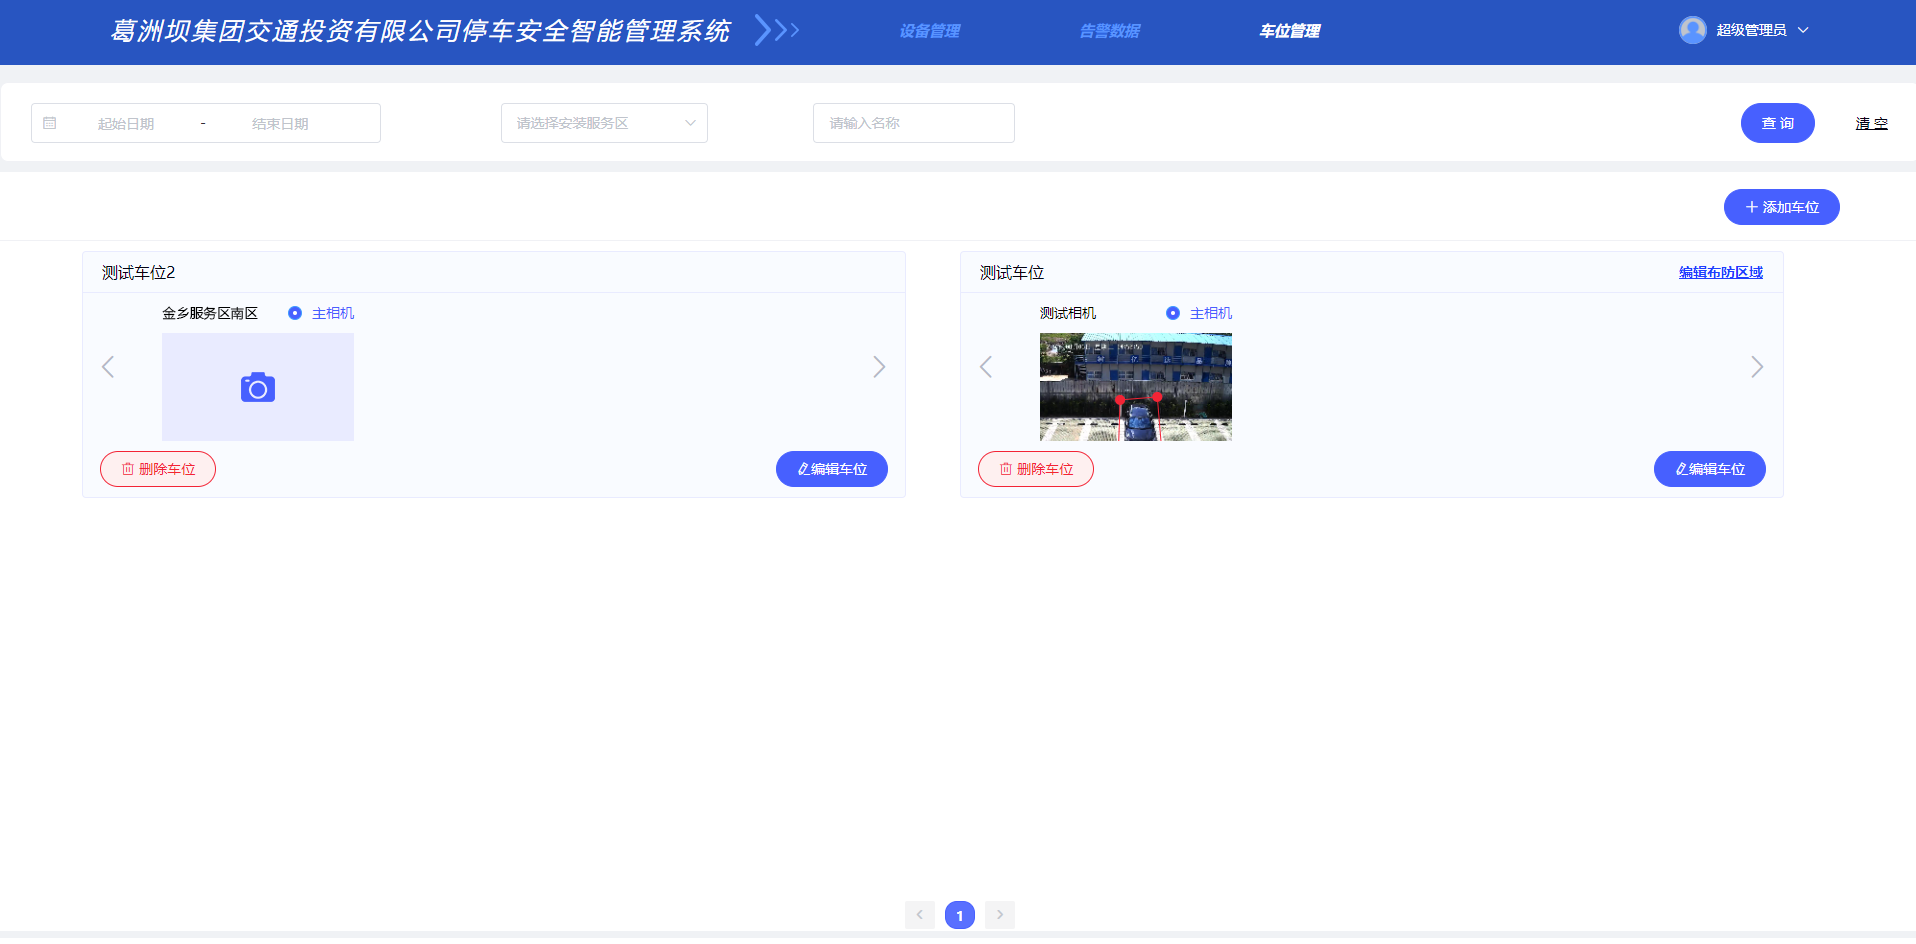 葛洲坝集团交通投资有限公司停车安全智能管理系统
设备管理
告警数据
车位管理
超级管理员
起始日期 - 结束日期
请选择安装服务区
请输入名称
查 询
清 空
添加车位
测试车位2
金乡服务区南区
主相机
删除车位
编辑车位
测试车位
编辑布防区域
测试相机
主相机
删除车位
编辑车位
1